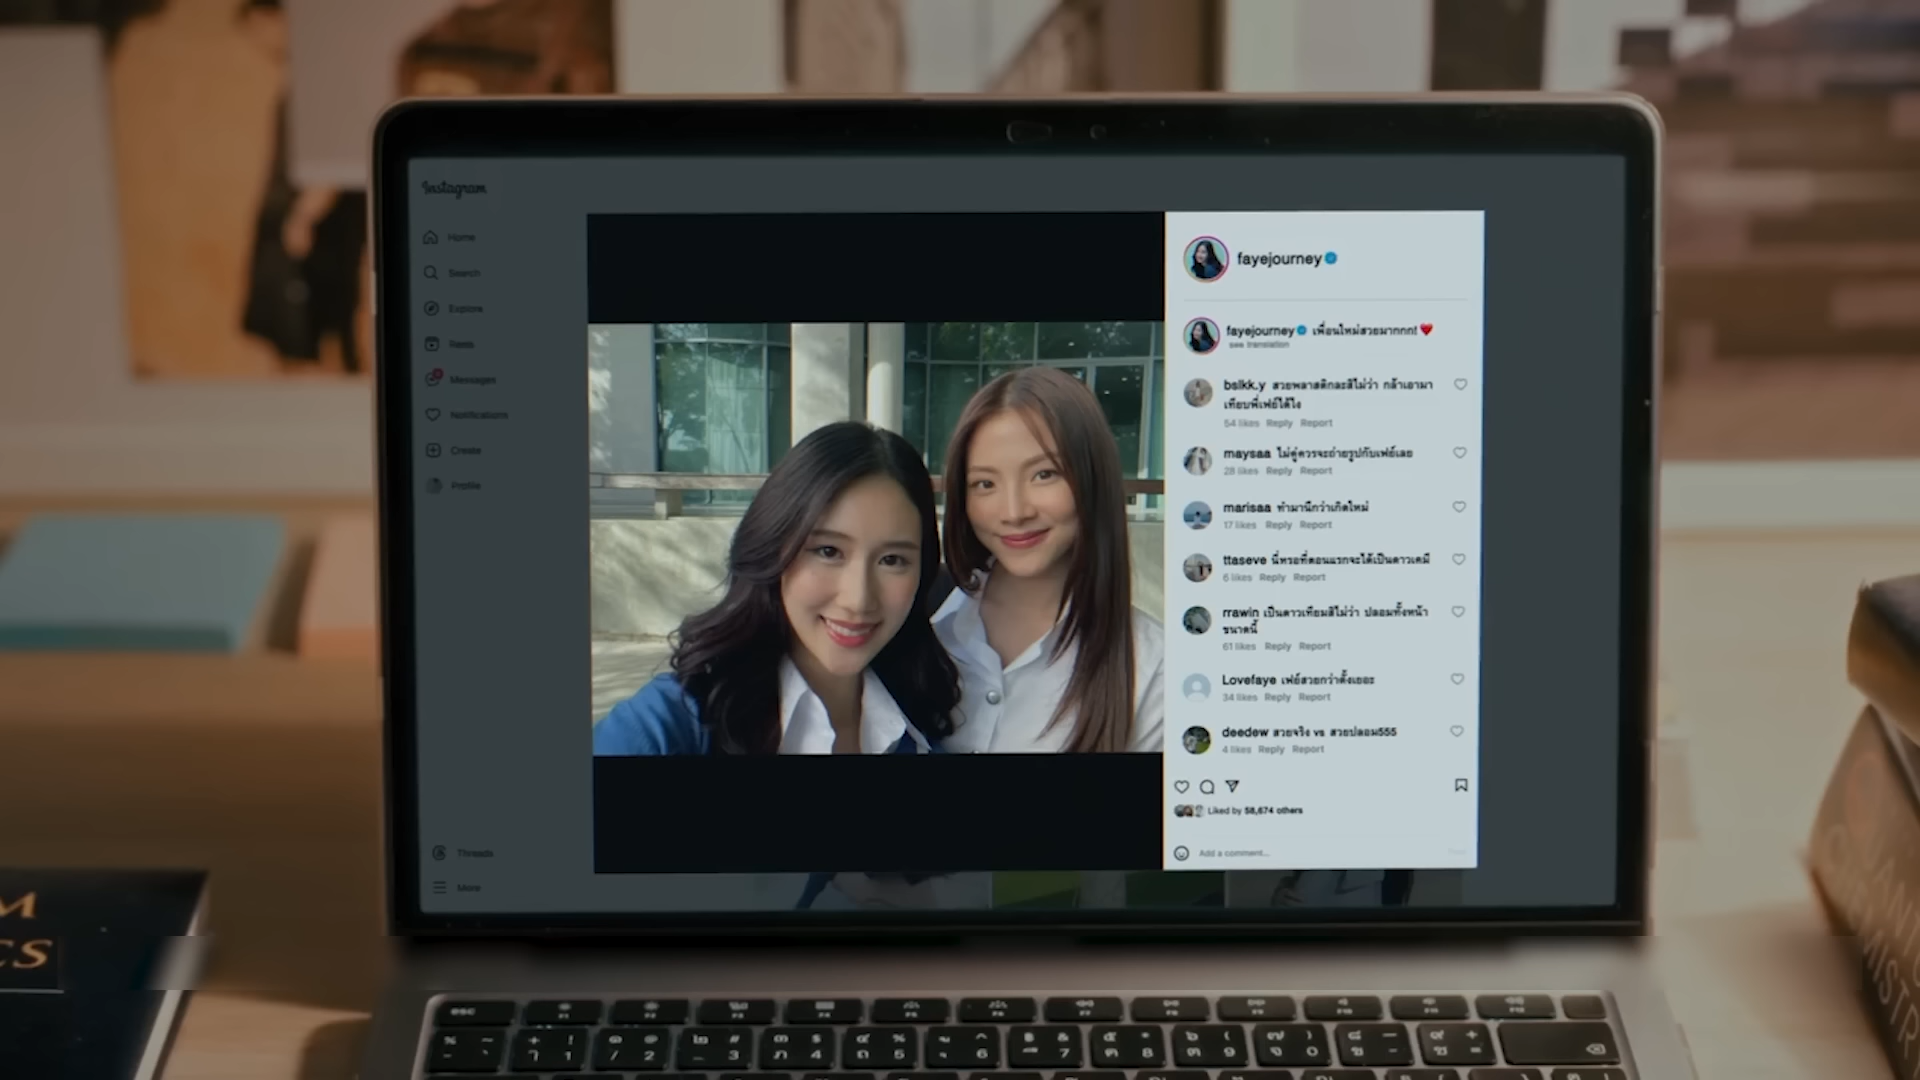 Instagram
Home
Search
Explore
Reels
Messages
Notifications
Create
Profile
Threads
More
fayejourney
fayejourney เพื่อนใหม่สวยมากกก! ❤️
see translation
bslkk.y สวยพลาสติกละสิไม่ว่า กล้าเอามา
เทียบพี่เฟย์ได้ไง
54 likes Reply Report
maysaa ไม่คู่ควรจะถ่ายรูปกับเฟย์เลย
28 likes Reply Report
marisaa ทำมานึกว่าเกิดใหม่
17 likes Reply Report
ttaseve นี่หรอที่ตอนแรกจะได้เป็นดาวเคมี
6 likes Reply Report
rrawin เป็นดาวเทียมสิไม่ว่า ปลอมทั้งหน้า
ขนาดนี้
61 likes Reply Report
Lovefaye เฟย์สวยกว่าตั้งเยอะ
34 likes Reply Report
deedew สวยจริง vs สวยปลอม555
4 likes Reply Report
Liked by 58,674 others
Add a comment...
M
CS
esc